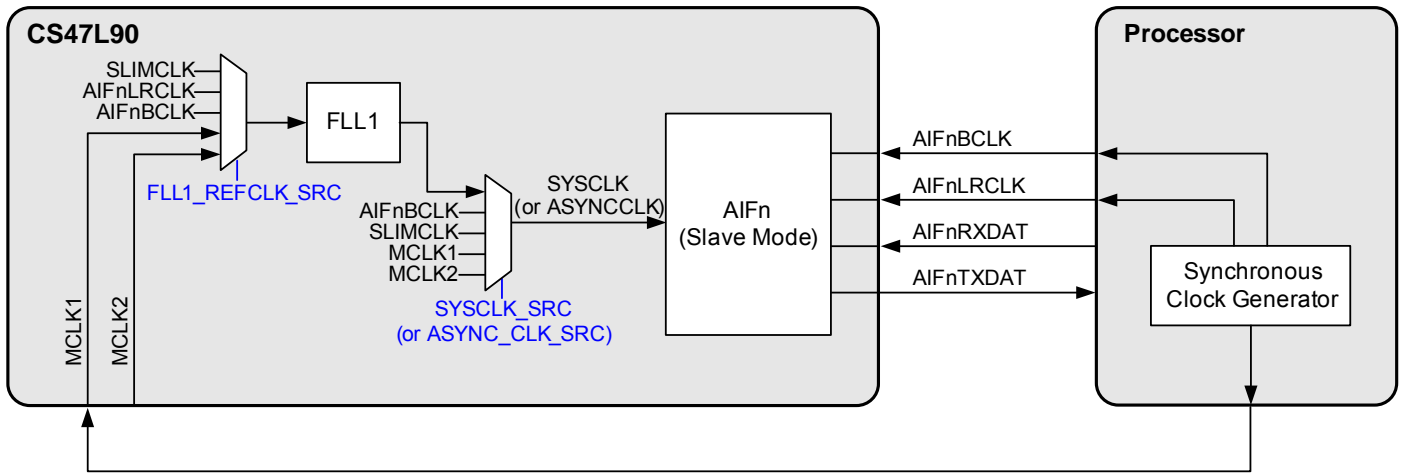 CS47L90
SLIMCLK
AIFnLRCLK
AIFnBCLK
FLL1
FLL1_REFCLK_SRC
AIFnBCLK
SLIMCLK
MCLK1
MCLK2
SYSCLK
(or ASYNCCLK)
SYSCLK_SRC
(or ASYNC_CLK_SRC)
MCLK1
MCLK2
AIFn
(Slave Mode)
AIFnBCLK
AIFnLRCLK
AIFnRXDAT
AIFnTXDAT
Processor
Synchronous
Clock Generator